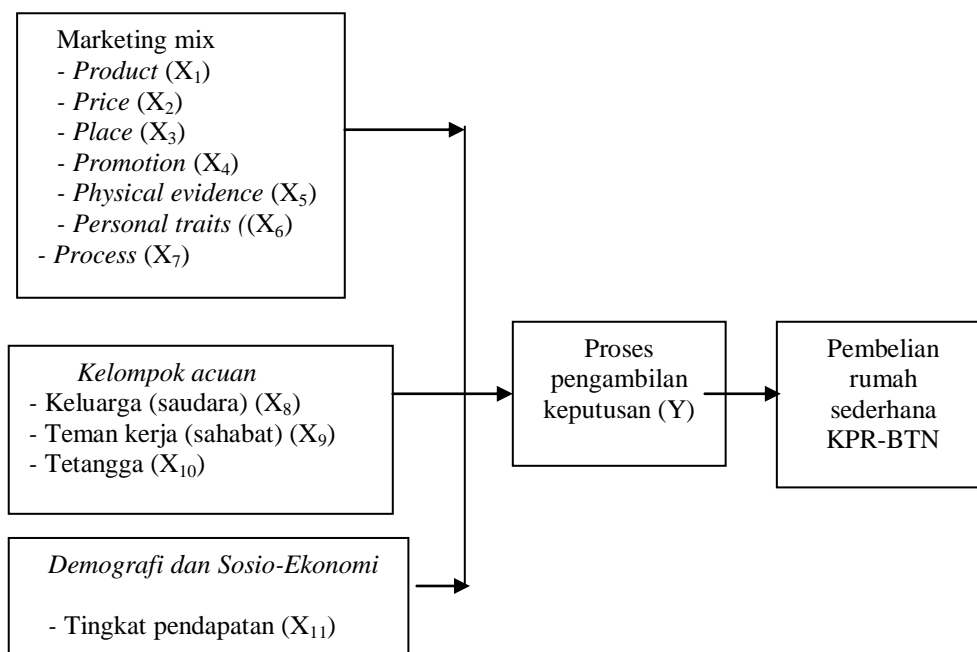 Marketing mix
- Product (X₁)
- Price (X₂)
- Place (X₃)
- Promotion (X₄)
- Physical evidence (X₅)
- Personal traits ((X₆)
- Process (X₇)
Kelompok acuan
- Keluarga (saudara) (X₈)
- Teman kerja (sahabat) (X₉)
- Tetangga (X₁₀)
Demografi dan Sosio-Ekonomi
- Tingkat pendapatan (X₁₁)
Proses
pengambilan
keputusan (Y)
Pembelian
rumah
sederhana
KPR-BTN